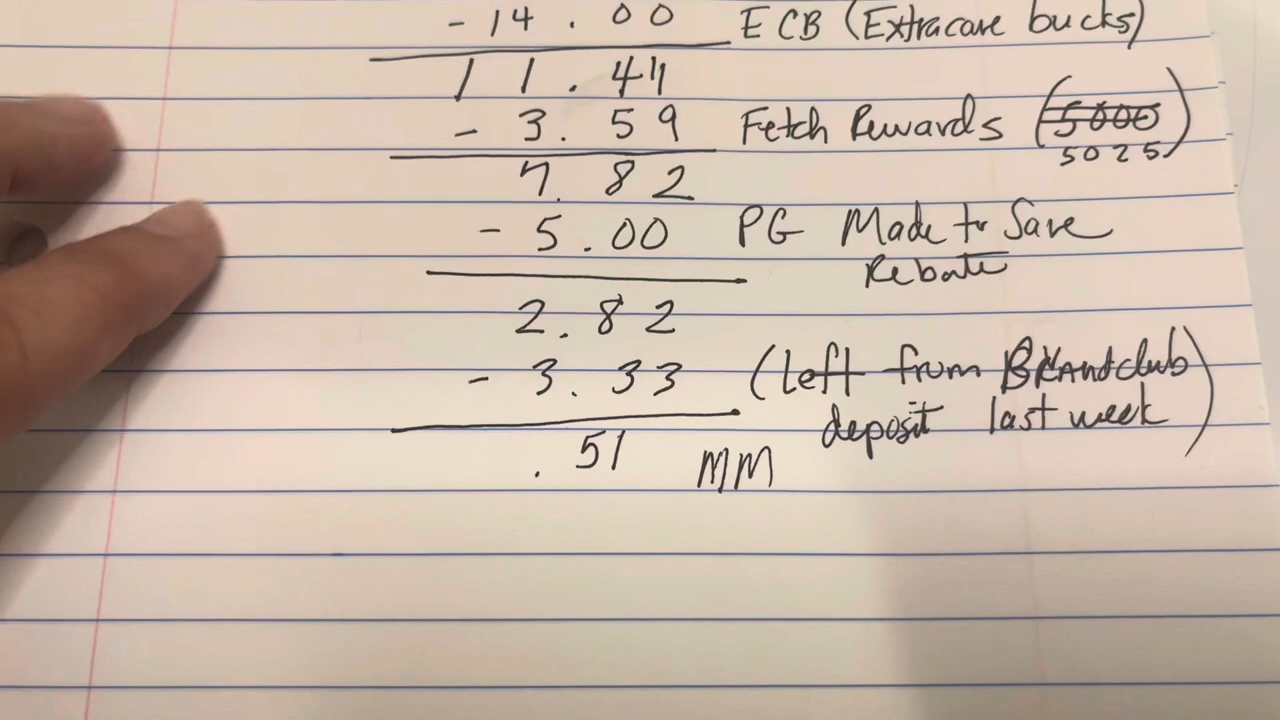 - 14.00 ECB (Extracare bucks)
11.41
- 3.59 Fetch Rewards (5000)
5025
7.82
- 5.00 PG Made to Save
Rebate
2.82
- 3.33 (left from Brandclub
deposit last week)
.51 MM